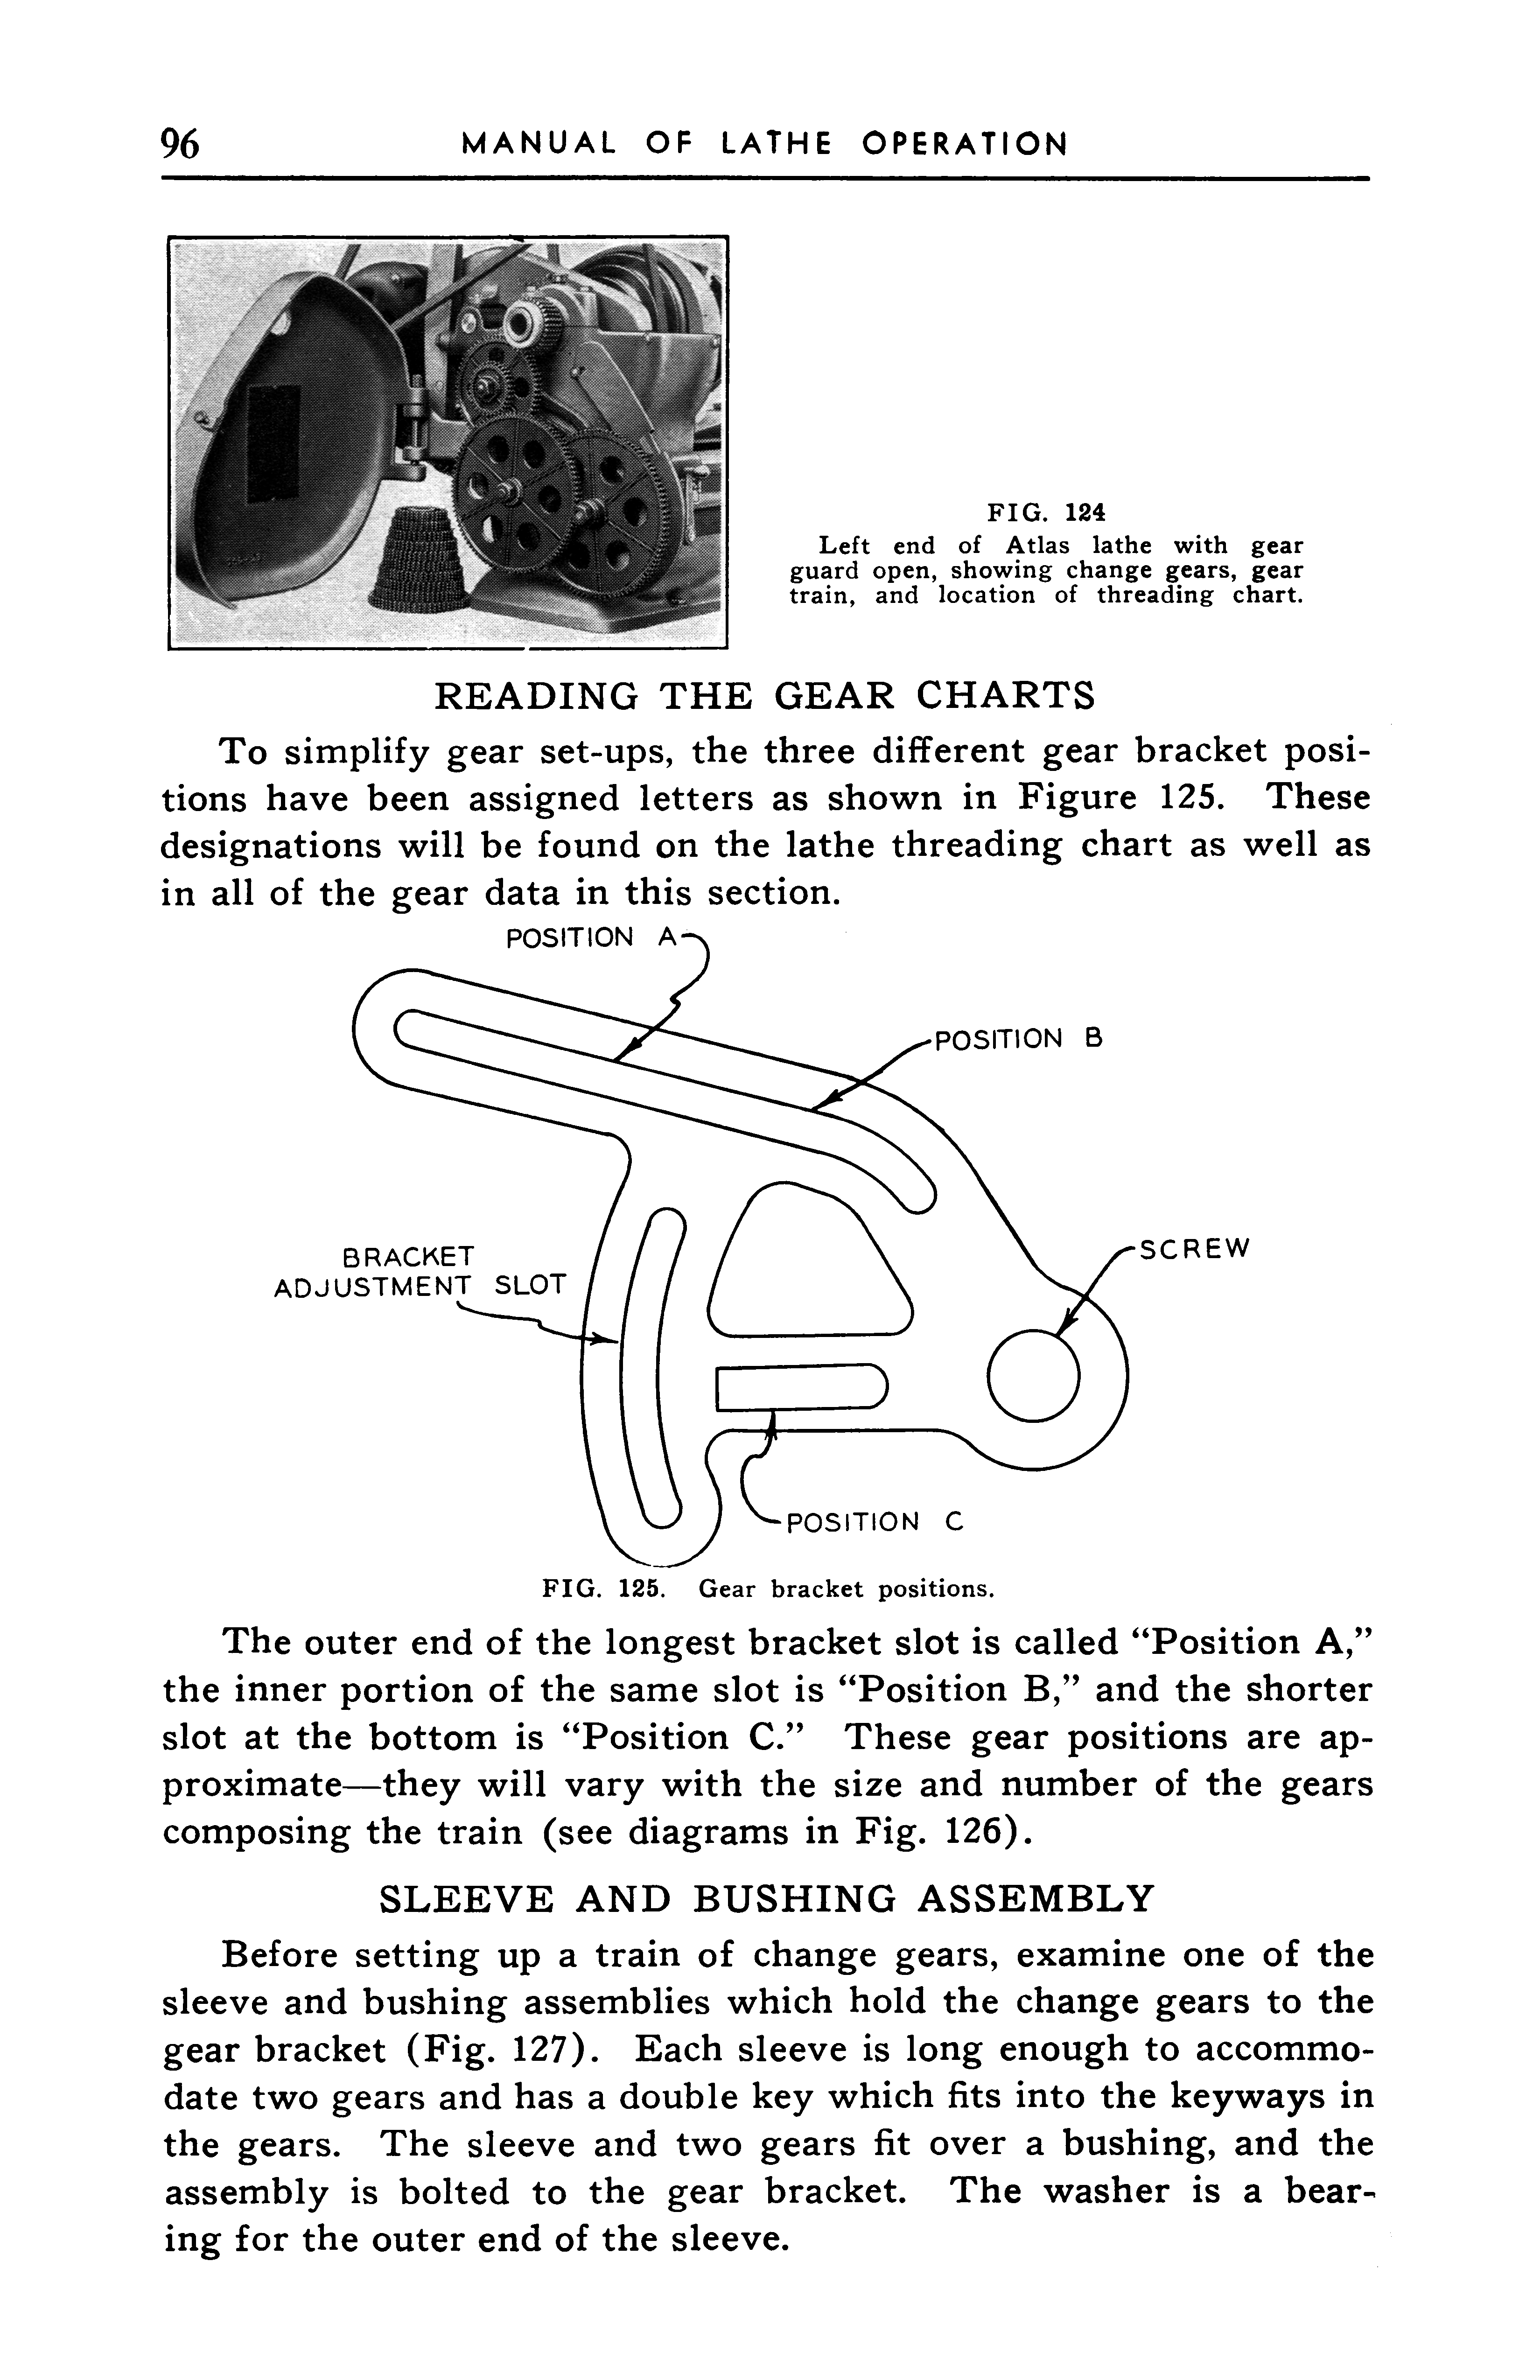 96
MANUAL OF LATHE OPERATION
FIG. 124
Left end of Atlas lathe with gear
guard open, showing change gears, gear
train, and location of threading chart.
READING THE GEAR CHARTS
To simplify gear set-ups, the three different gear bracket posi-
tions have been assigned letters as shown in Figure 125. These
designations will be found on the lathe threading chart as well as
in all of the gear data in this section.
POSITION A
POSITION B
BRACKET
ADJUSTMENT SLOT
SCREW
POSITION C
FIG. 125. Gear bracket positions.
The outer end of the longest bracket slot is called “Position A,”
the inner portion of the same slot is “Position B,” and the shorter
slot at the bottom is “Position C.” These gear positions are ap-
proximate—they will vary with the size and number of the gears
composing the train (see diagrams in Fig. 126).
SLEEVE AND BUSHING ASSEMBLY
Before setting up a train of change gears, examine one of the
sleeve and bushing assemblies which hold the change gears to the
gear bracket (Fig. 127). Each sleeve is long enough to accommo-
date two gears and has a double key which fits into the keyways in
the gears. The sleeve and two gears fit over a bushing, and the
assembly is bolted to the gear bracket. The washer is a bear-
ing for the outer end of the sleeve.